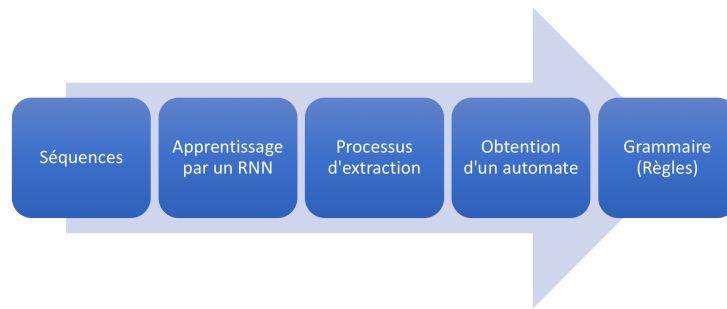 Séquences
Apprentissage
par un RNN
Processus
d'extraction
Obtention
d'un automate
Grammaire
(Règles)